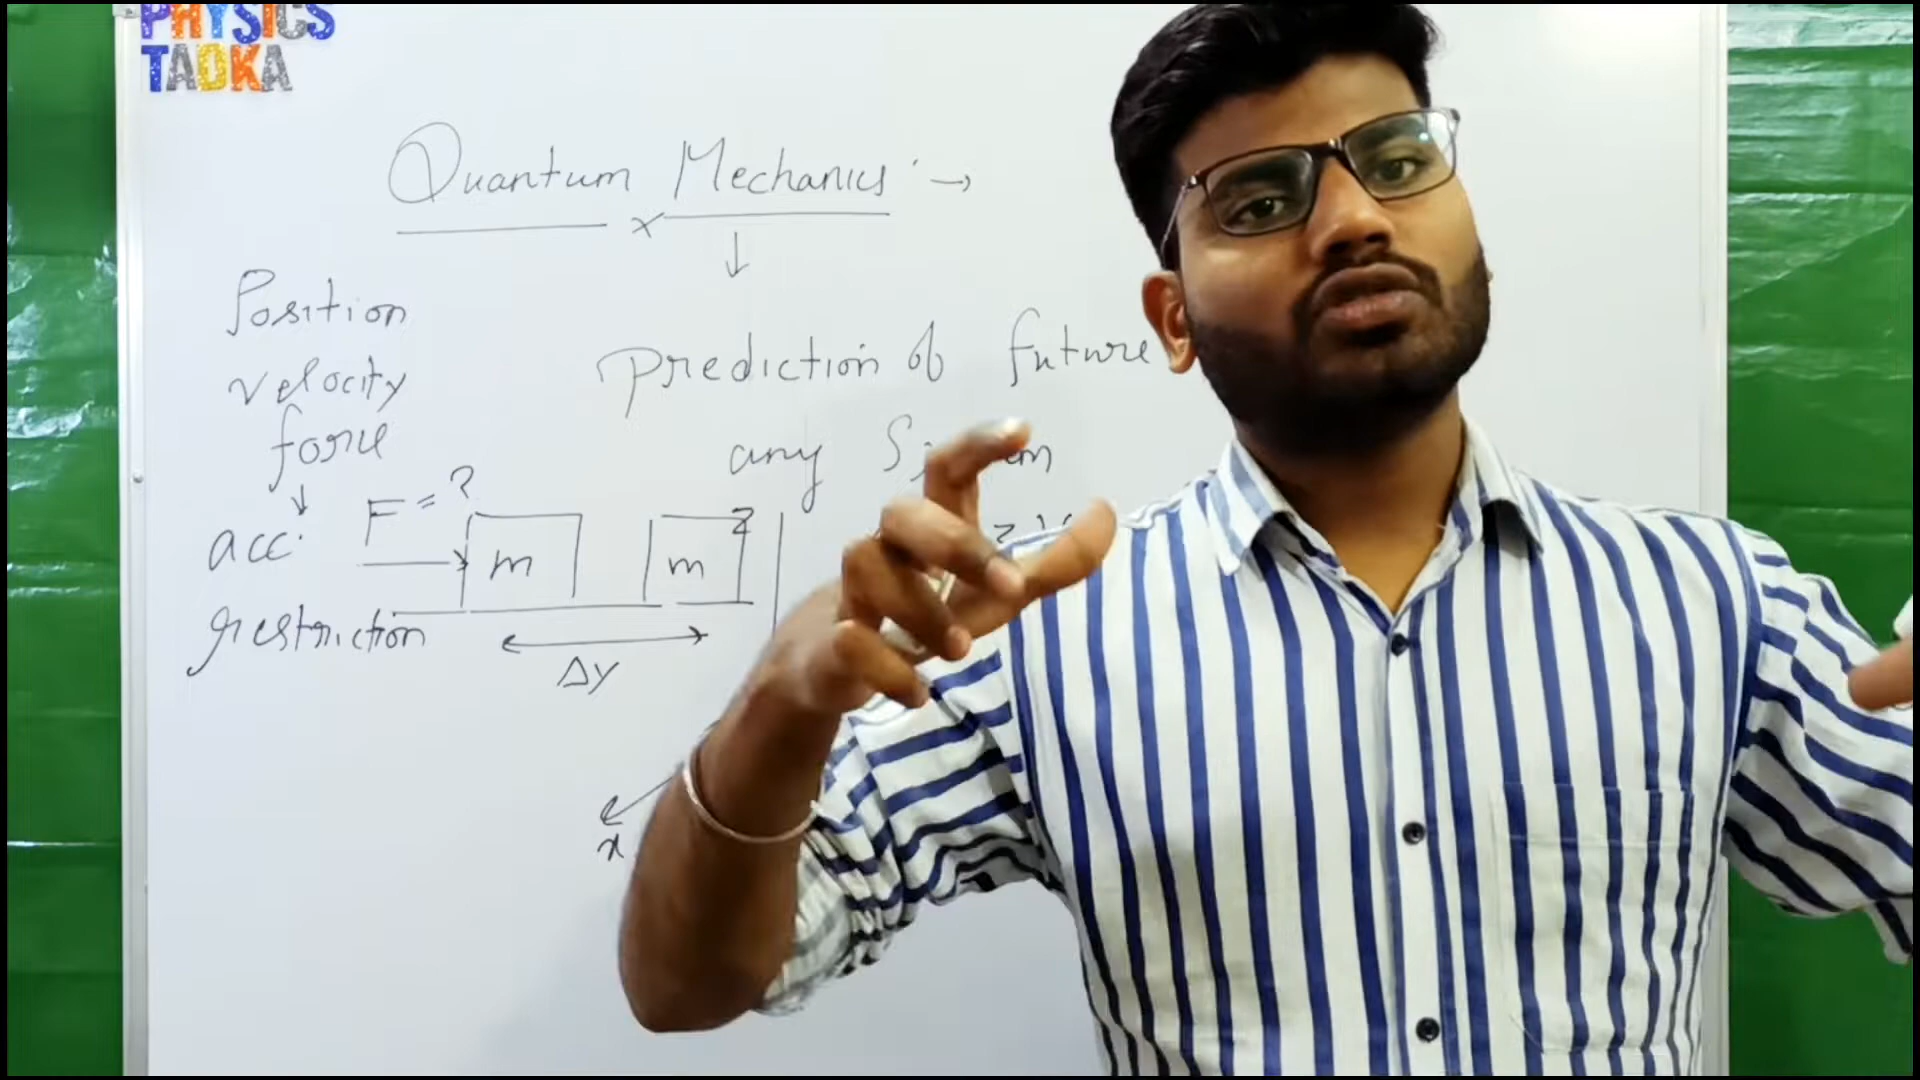 PHYSICS
TADKA
Quantum Mechanics :→
x
↓
Position
velocity
force
↓
acc.
restriction
prediction of future
any
F = ?
m
m
Δy
x